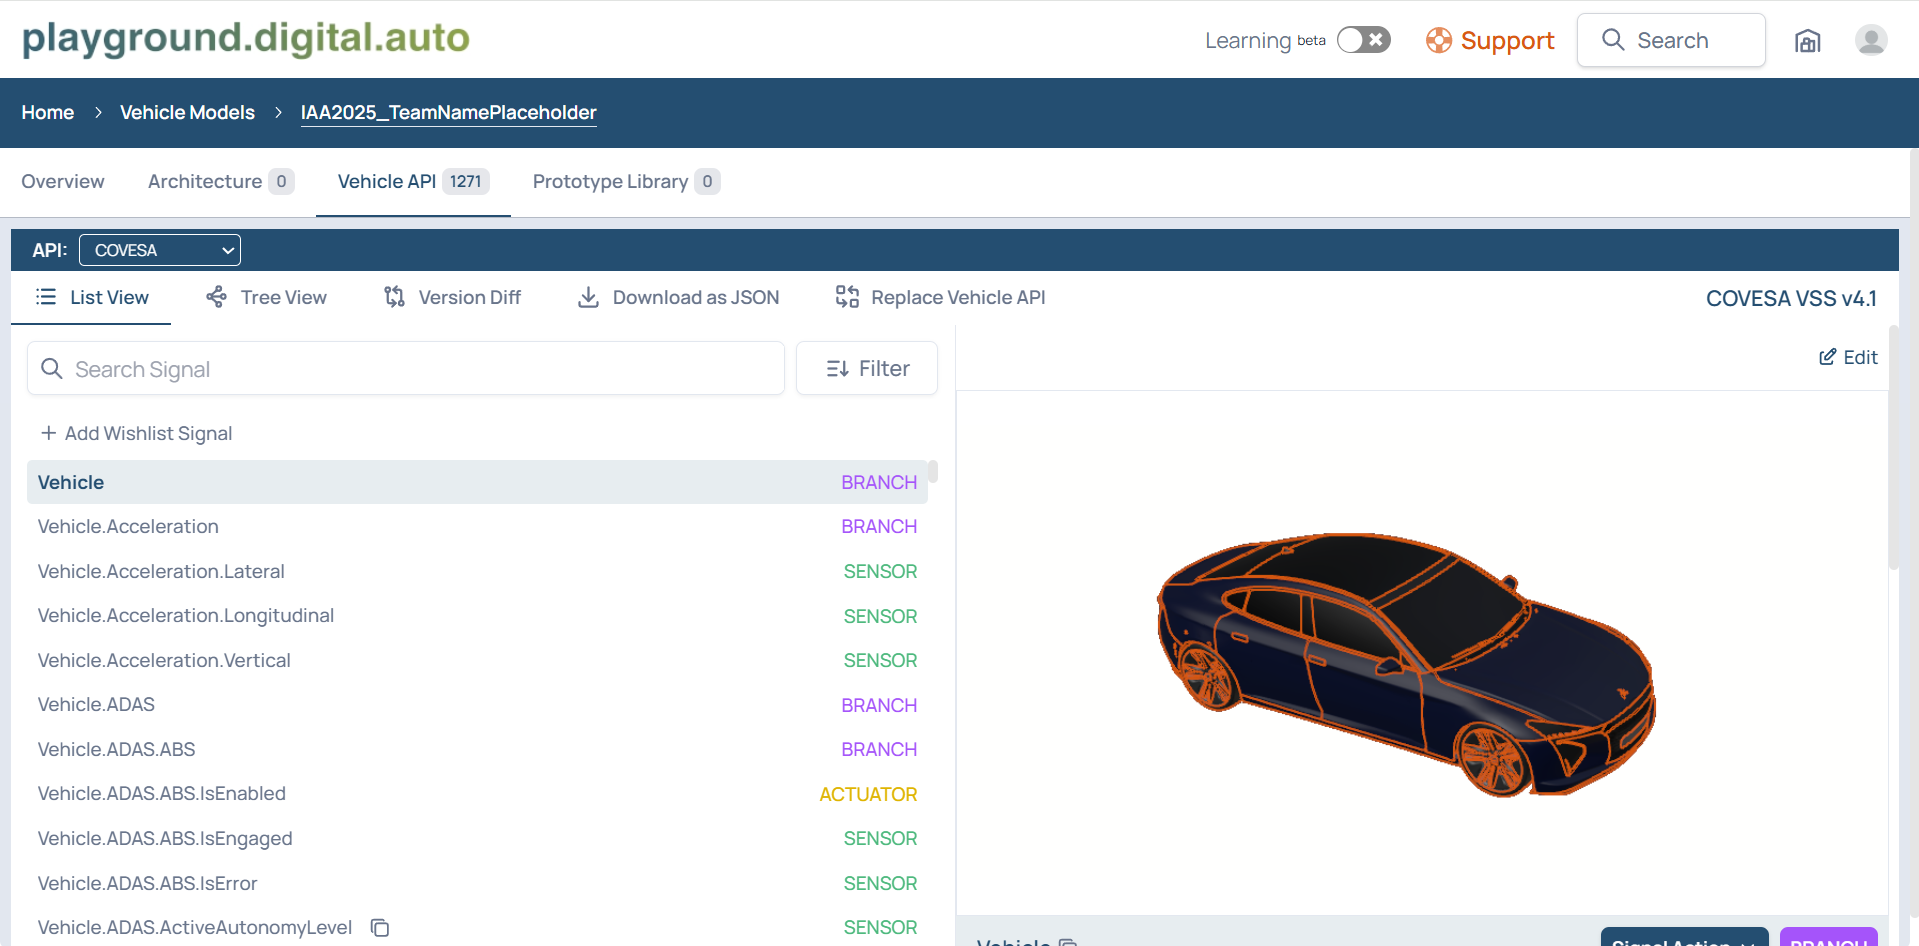 playground.digital.auto
Learning beta
Support
Search
Home > Vehicle Models > IAA2025_TeamNamePlaceholder
Overview
Architecture 0
Vehicle API 1271
Prototype Library 0
API: COVESA
List View
Tree View
Version Diff
Download as JSON
Replace Vehicle API
COVESA VSS v4.1
Search Signal
Filter
Edit
+ Add Wishlist Signal
Vehicle BRANCH
Vehicle.Acceleration BRANCH
Vehicle.Acceleration.Lateral SENSOR
Vehicle.Acceleration.Longitudinal SENSOR
Vehicle.Acceleration.Vertical SENSOR
Vehicle.ADAS BRANCH
Vehicle.ADAS.ABS BRANCH
Vehicle.ADAS.ABS.IsEnabled ACTUATOR
Vehicle.ADAS.ABS.IsEngaged SENSOR
Vehicle.ADAS.ABS.IsError SENSOR
Vehicle.ADAS.ActiveAutonomyLevel SENSOR
Vehicle
Signal Action
BRANCH